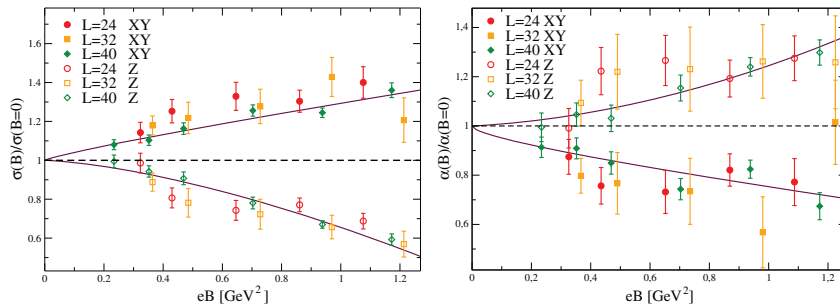 L=24 XY
L=32 XY
L=40 XY
L=24 Z
L=32 Z
L=40 Z
1.6
1.4
1.2
1
0.8
0.6
0
0.2
0.4
0.6
0.8
1
1.2
eB [GeV²]
σ(B)/σ(B=0)
L=24 XY
L=32 XY
L=40 XY
L=24 Z
L=32 Z
L=40 Z
1.4
1.2
1
0.8
0.6
0
0.2
0.4
0.6
0.8
1
1.2
eB [GeV²]
α(B)/α(B=0)